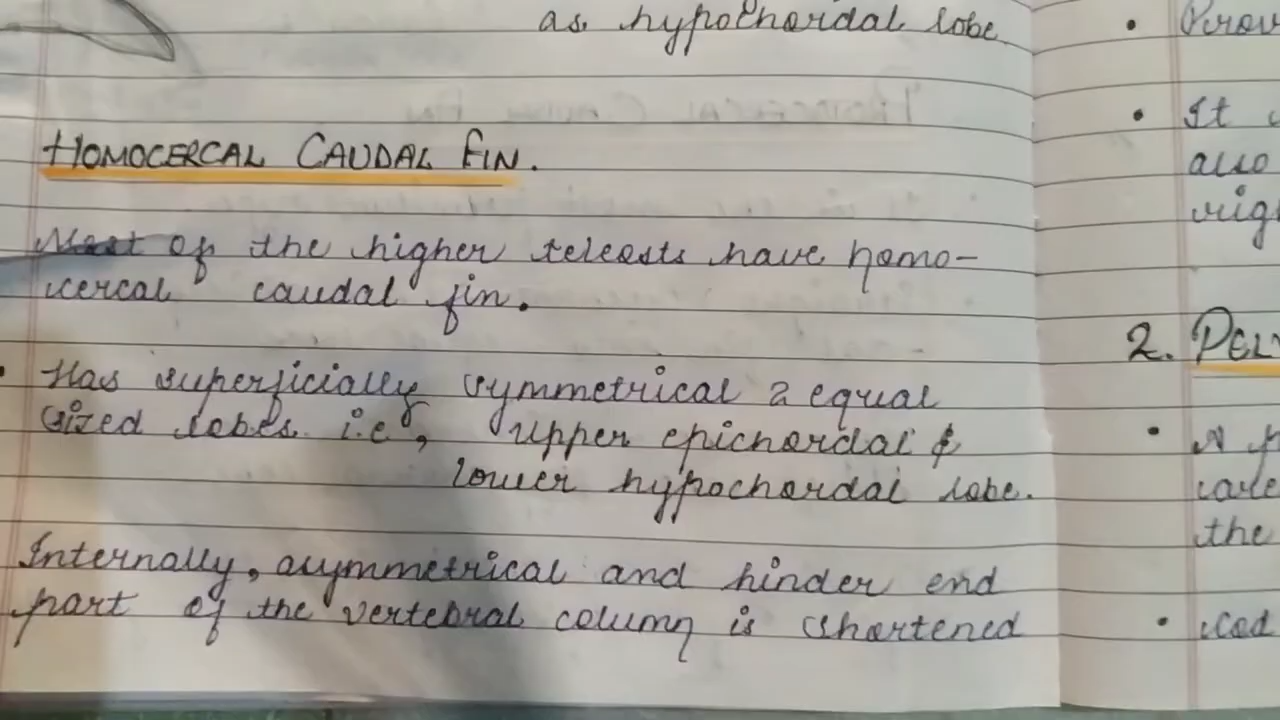 as hypochordal lobe
HOMOCERCAL CAUDAL FIN.
Most of the higher teleosts have homo-
cercal caudal fin.
• Has superficially symmetrical 2 equal
sized lobes i.e, upper epichordal &
lower hypochordal lobe.
Internally, asymmetrical and hinder end
part of the vertebral column is shortened
•
• It
also
2. PEL
•
the
•